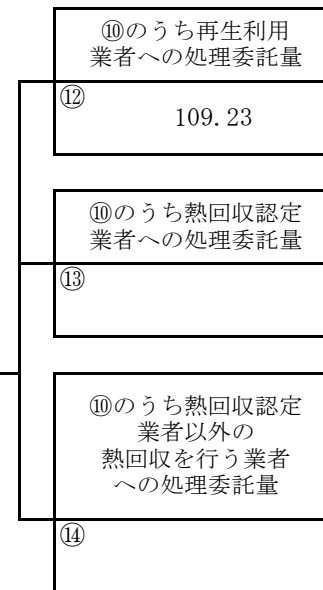 ⑩のうち再生利用
業者への処理委託量
⑫
109.23
⑩のうち熱回収認定
業者への処理委託量
⑬
⑩のうち熱回収認定
業者以外の
熱回収を行う業者
への処理委託量
⑭